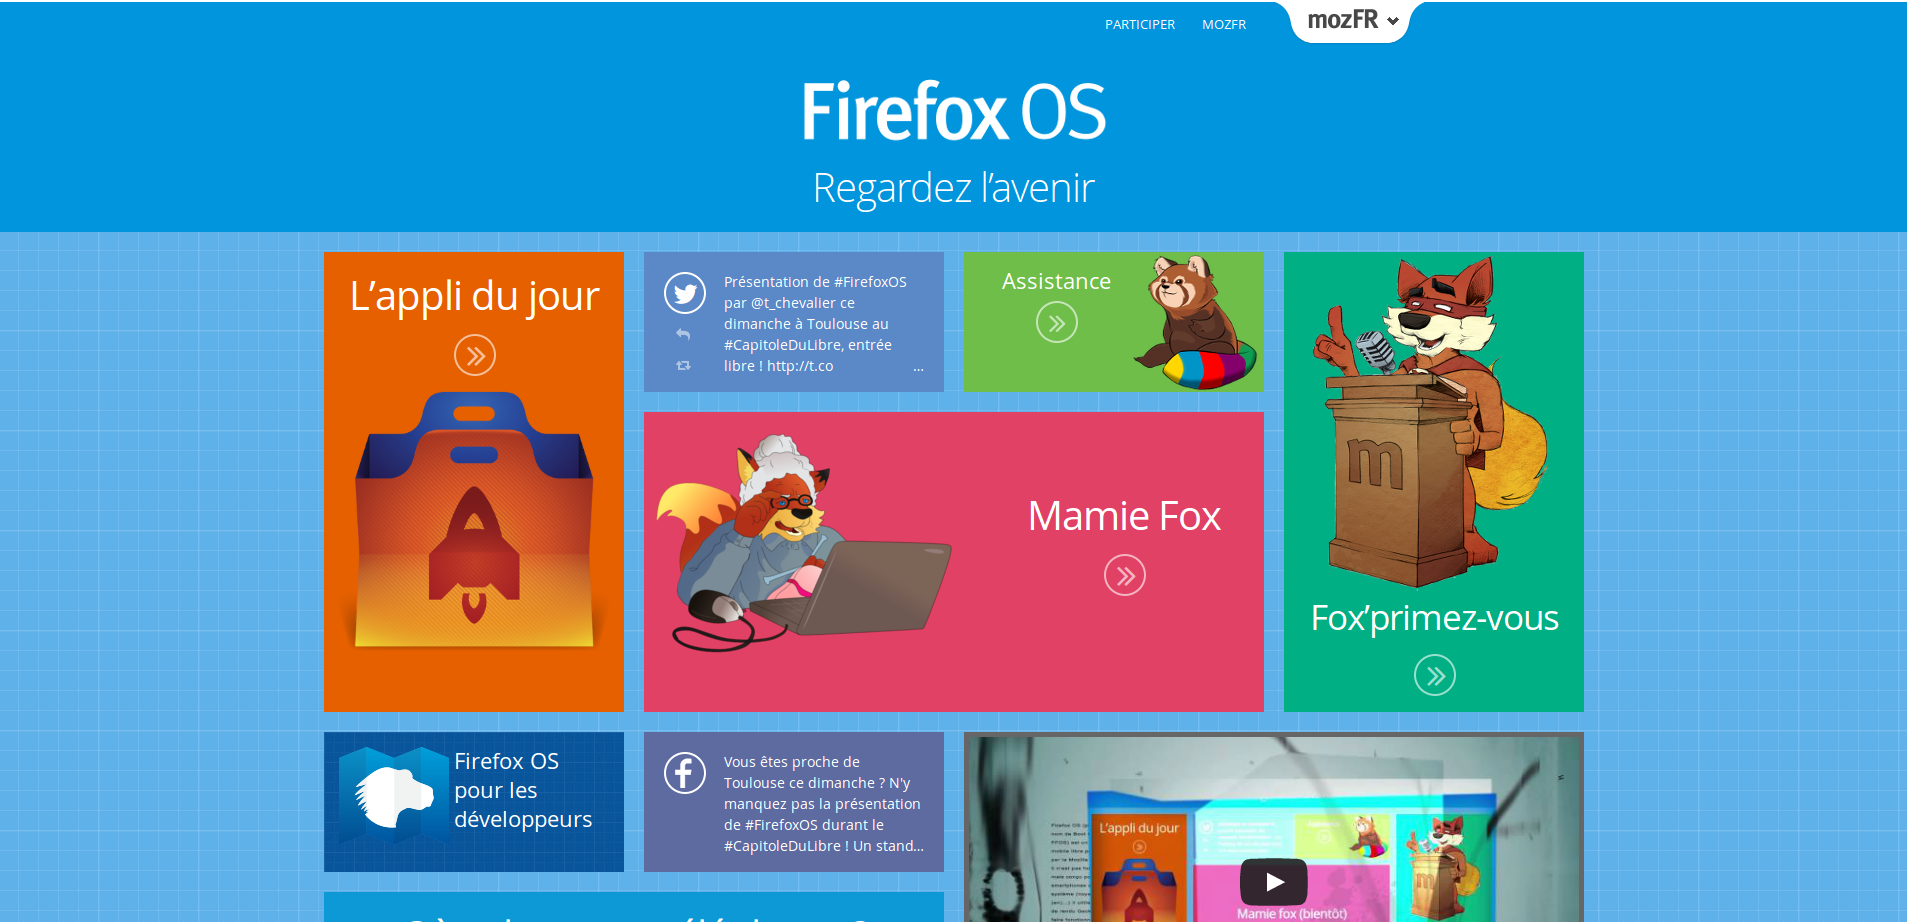 PARTICIPER MOZFR mozFR
Firefox OS
Regardez l’avenir
L’appli du jour
Présentation de #FirefoxOS
par @t_chevalier ce
dimanche à Toulouse au
#CapitoleDuLibre, entrée
libre ! http://t.co ...
Assistance
Mamie Fox
m
Fox’primez-vous
Firefox OS
pour les
développeurs
Vous êtes proche de
Toulouse ce dimanche ? N'y
manquez pas la présentation
de #FirefoxOS durant le
#CapitoleDuLibre ! Un stand...
L’appli du jour
Mamie fox (bientôt)